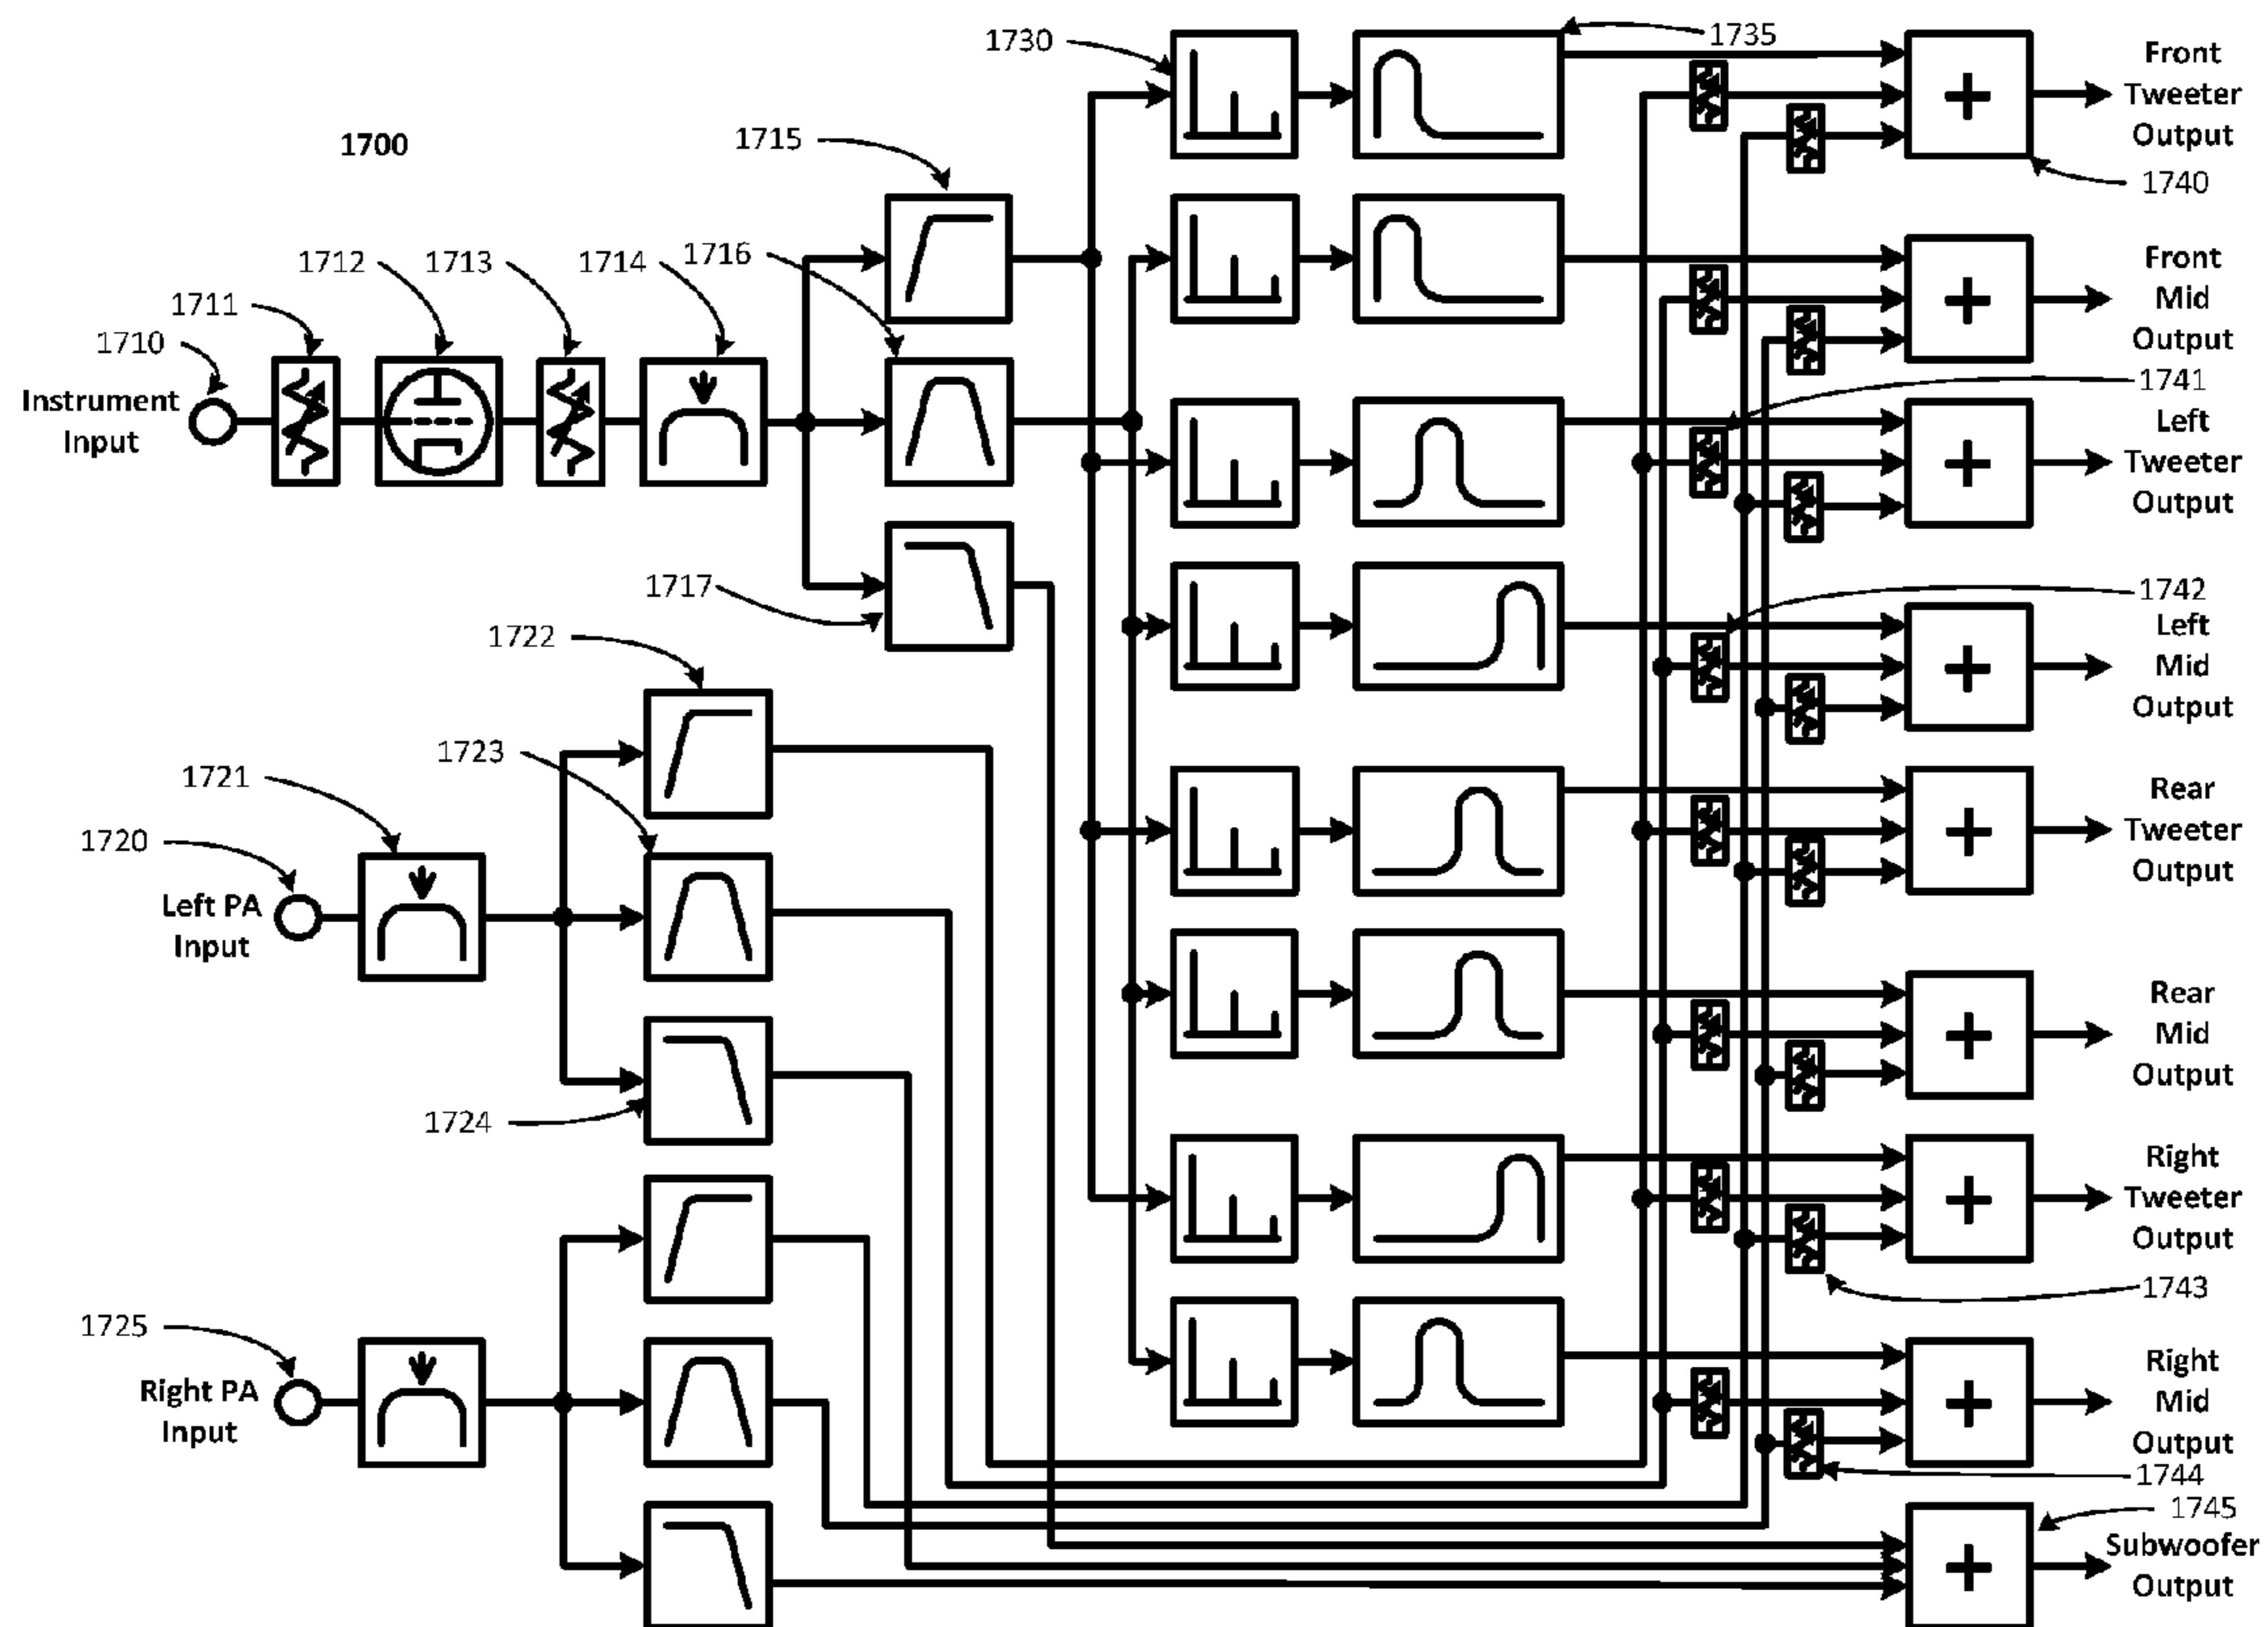 1730
1735
Front
Tweeter
Output
1740
1700
1715
1712
1713
1714
1716
1711
1710
Instrument
Input
Front
Mid
Output
1741
Left
Tweeter
Output
1717
1742
Left
Mid
Output
1722
1723
1721
1720
Left PA
Input
1724
Rear
Tweeter
Output
Rear
Mid
Output
Right
Tweeter
Output
1743
1725
Right PA
Input
Right
Mid
Output
1744
1745
Subwoofer
Output